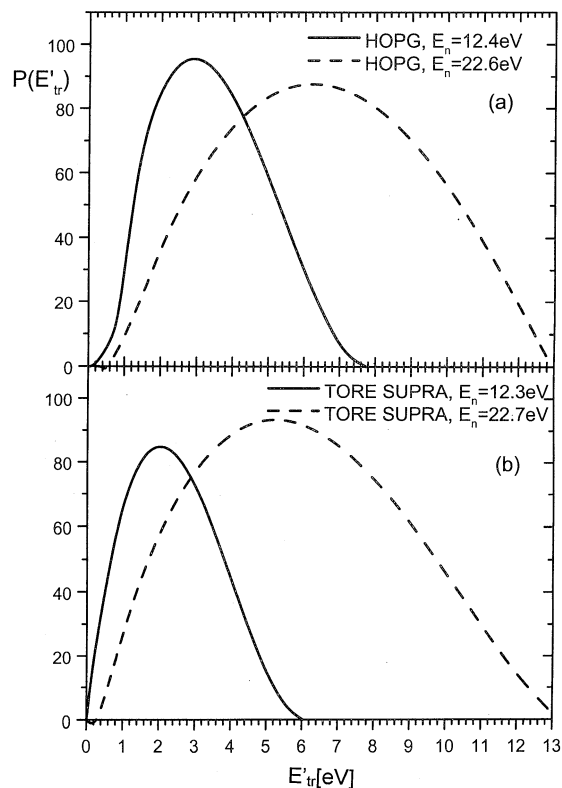 100
P(E'tr)
80
60
40
20
0
HOPG, En=12.4eV
HOPG, En=22.6eV
(a)
100
80
60
40
20
0
TORE SUPRA, En=12.3eV
TORE SUPRA, En=22.7eV
(b)
0 1 2 3 4 5 6 7 8 9 10 11 12 13
E'tr[eV]